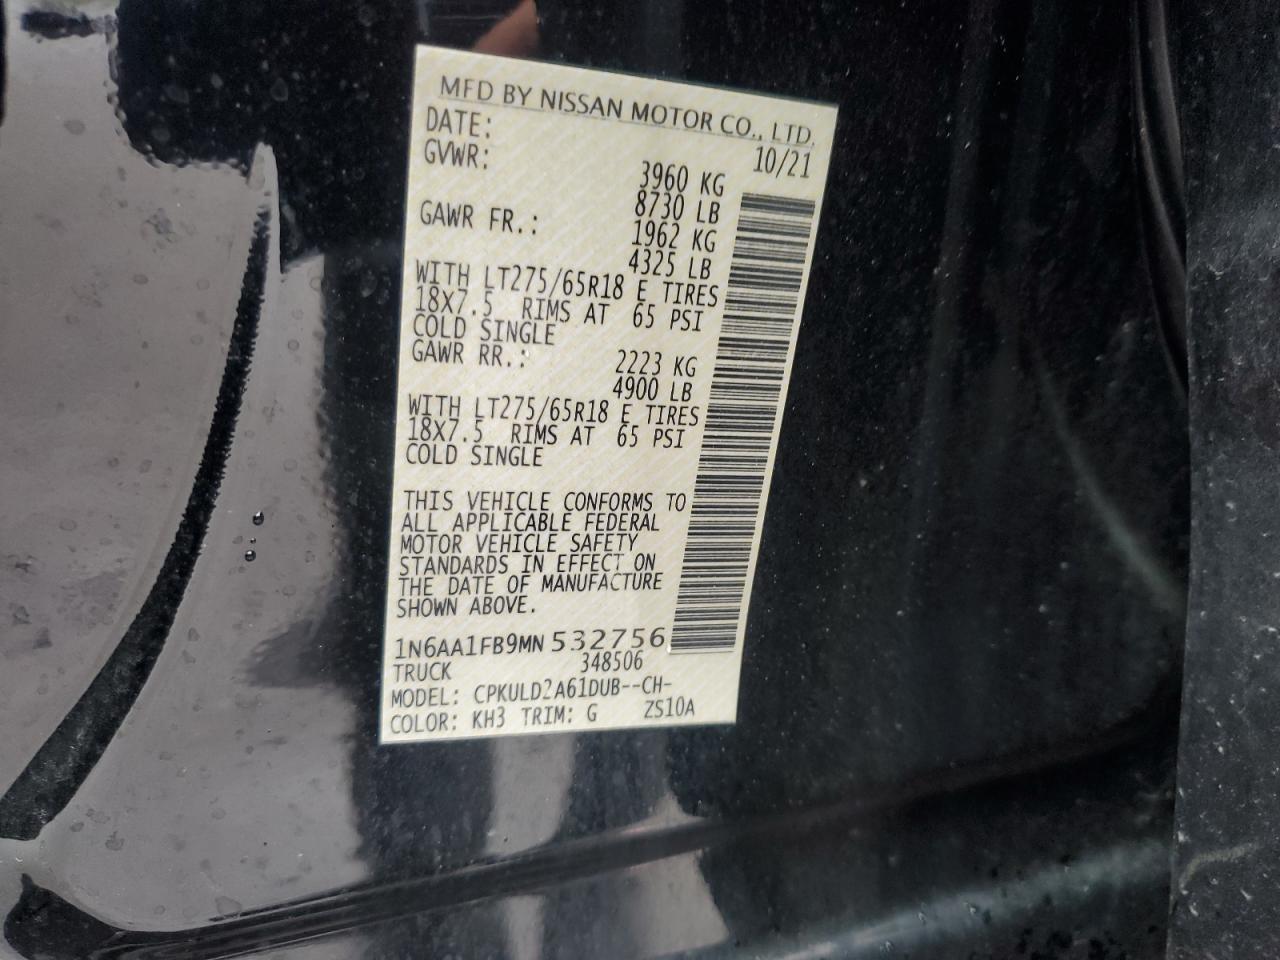 MFD BY NISSAN MOTOR CO., LTD.
DATE: 10/21
GVWR: 3960 KG
8730 LB
GAWR FR.: 1962 KG
4325 LB
WITH LT275/65R18 E TIRES
18X7.5 RIMS AT 65 PSI
COLD SINGLE
GAWR RR.: 2223 KG
4900 LB
WITH LT275/65R18 E TIRES
18X7.5 RIMS AT 65 PSI
COLD SINGLE
THIS VEHICLE CONFORMS TO
ALL APPLICABLE FEDERAL
MOTOR VEHICLE SAFETY
STANDARDS IN EFFECT ON
THE DATE OF MANUFACTURE
SHOWN ABOVE.
1N6AA1FB9MN532756
TRUCK 348506
MODEL: CPKULD2A61DUB--CH-
COLOR: KH3 TRIM: G ZS10A